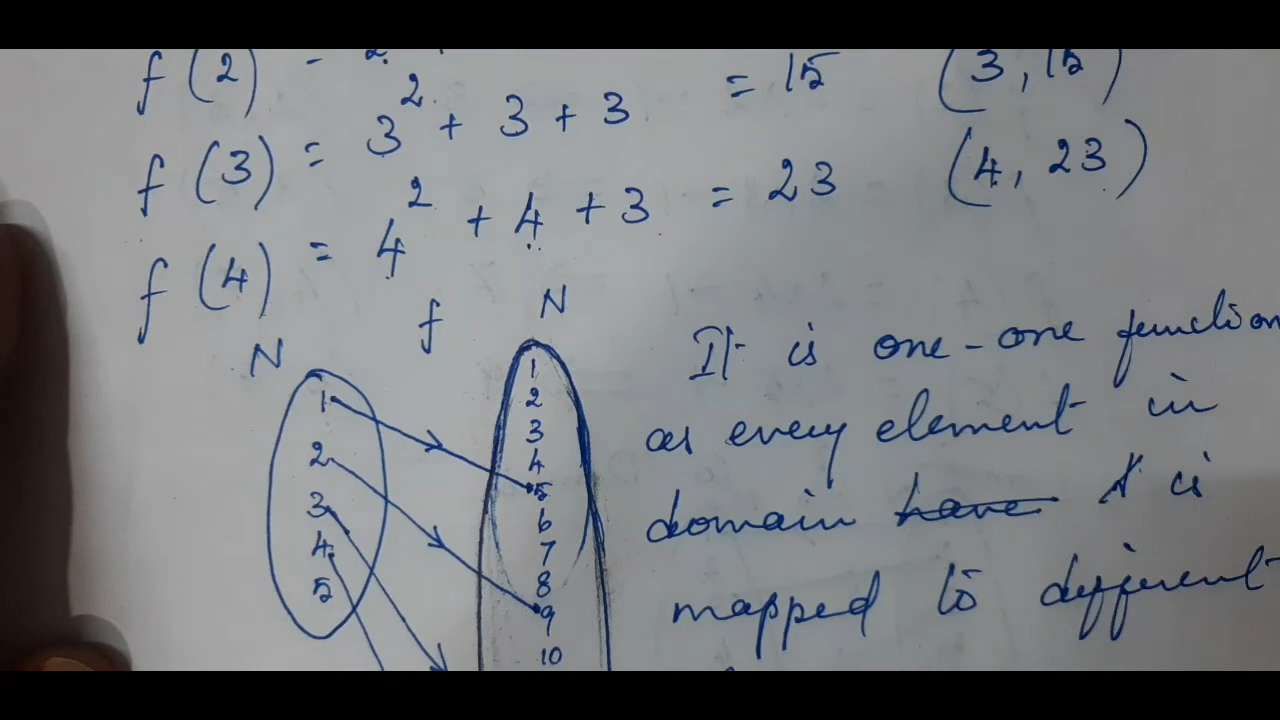 f(2) = 2
f(3) = 3² + 3 + 3 = 15 (3, 15)
f(4) = 4² + 4 + 3 = 23 (4, 23)
N f N
1
2
3
4
5
1
2
3
4
5
6
7
8
9
10
It is one-one function
as every element in
domain have A is
mapped to different